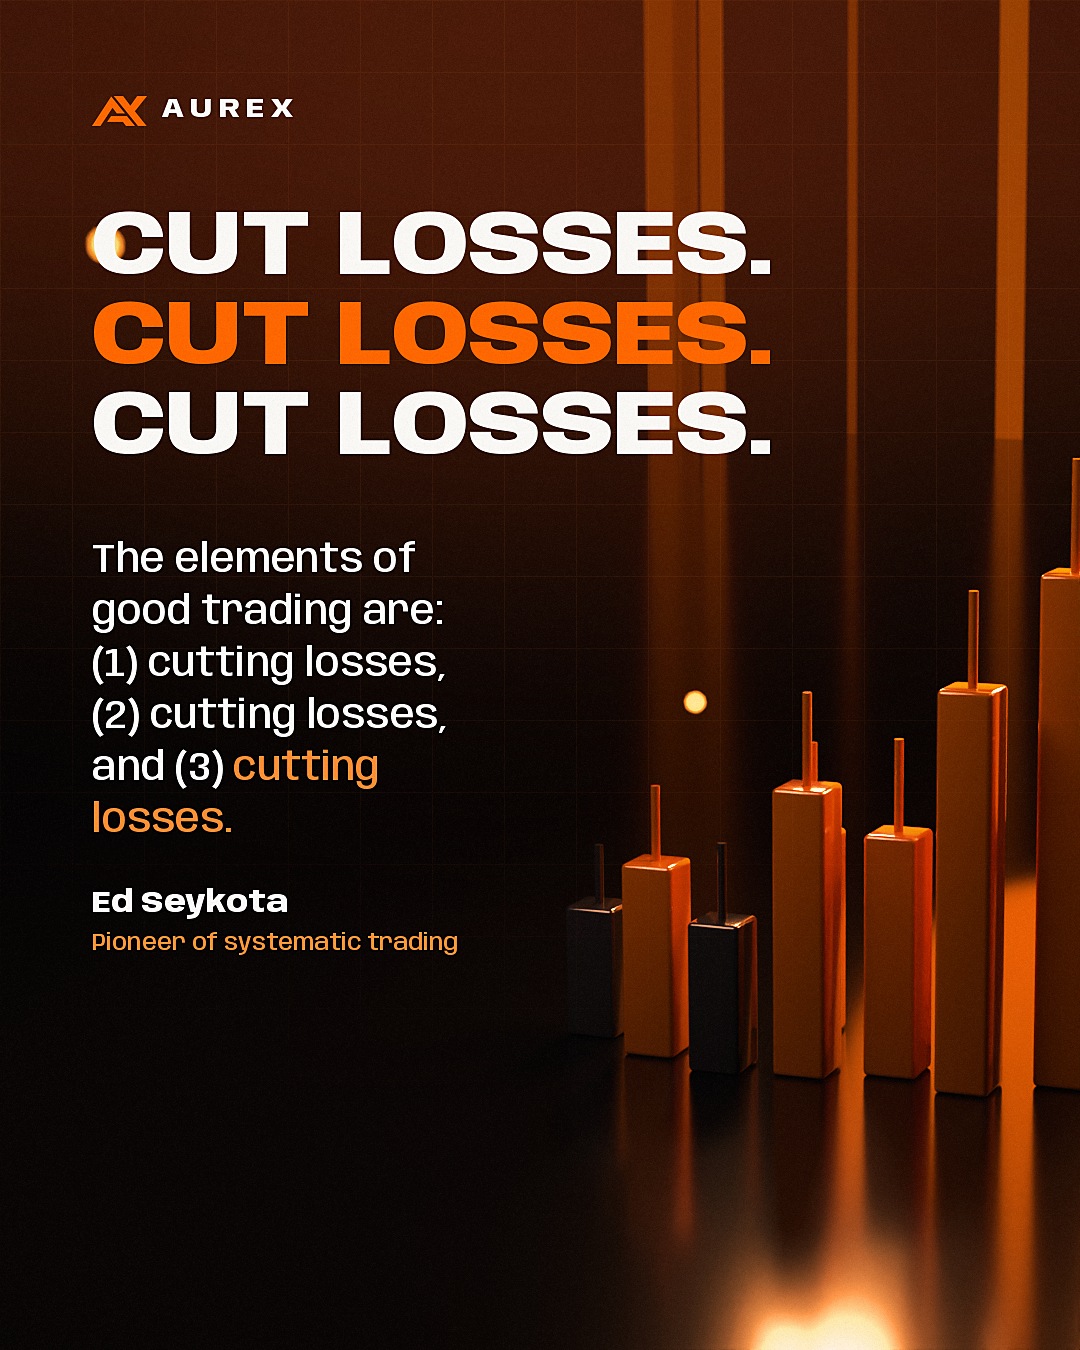 AUREX
CUT LOSSES.
CUT LOSSES.
CUT LOSSES.
The elements of
good trading are:
(1) cutting losses,
(2) cutting losses,
and (3) cutting
losses.
Ed Seykota
Pioneer of systematic trading